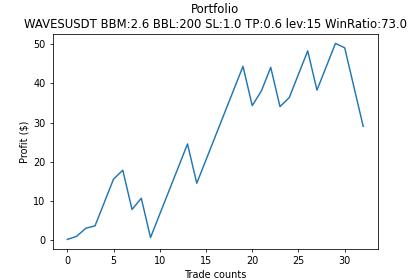 Portfolio
WAVESUSDT BBM:2.6 BBL:200 SL:1.0 TP:0.6 lev:15 WinRatio:73.0
50
40
30
20
10
0
Profit ($)
0 5 10 15 20 25 30
Trade counts